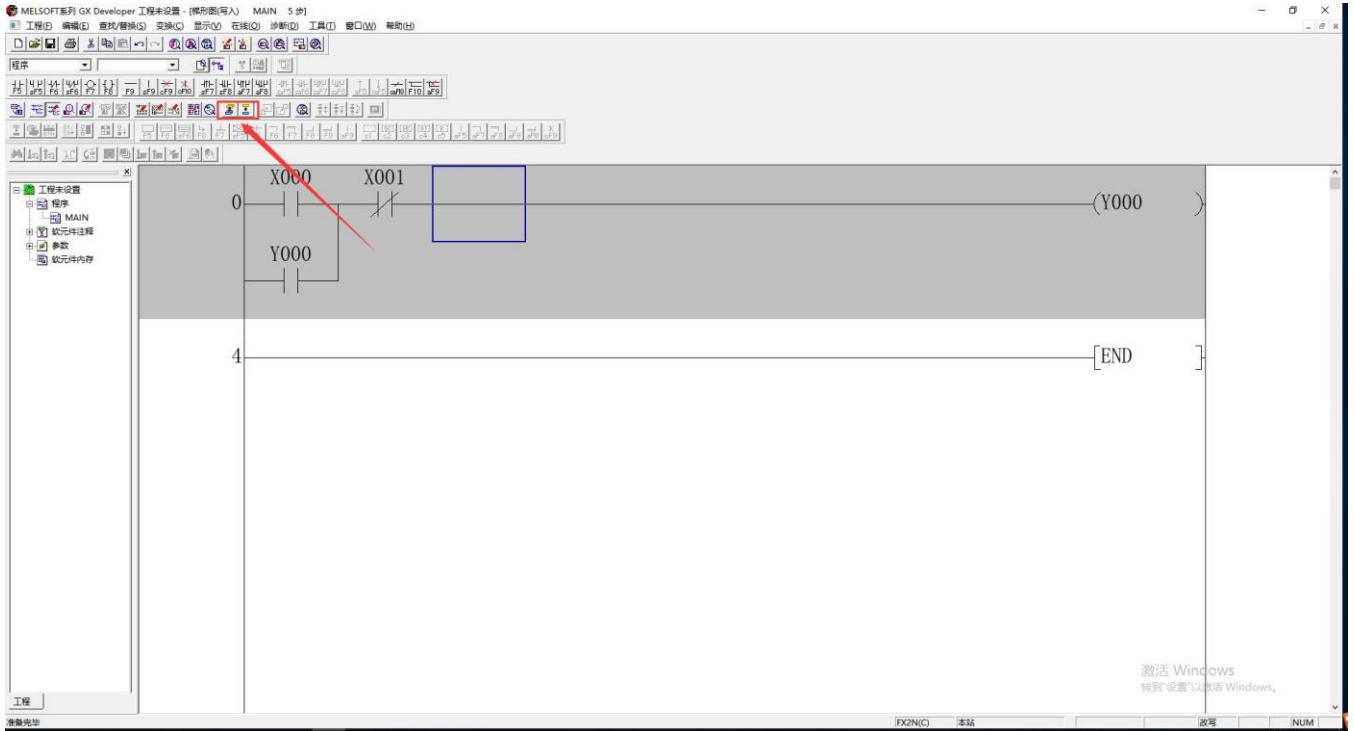 MELSOFT系列 GX Developer 工程未设置 - [梯形图(写入) MAIN 5 步]
工程(F) 编辑(E) 查找/替换(S) 变换(C) 显示(V) 在线(O) 诊断(D) 工具(T) 窗口(W) 帮助(H)
程序
工程未设置
程序
MAIN
软元件注释
参数
软元件内存
X000 X001
0 (Y000 )
Y000
4 [END ]
激活 Windows
转到"设置"以激活 Windows。
工程
准备完毕 FX2N(C) 本站 改写 NUM